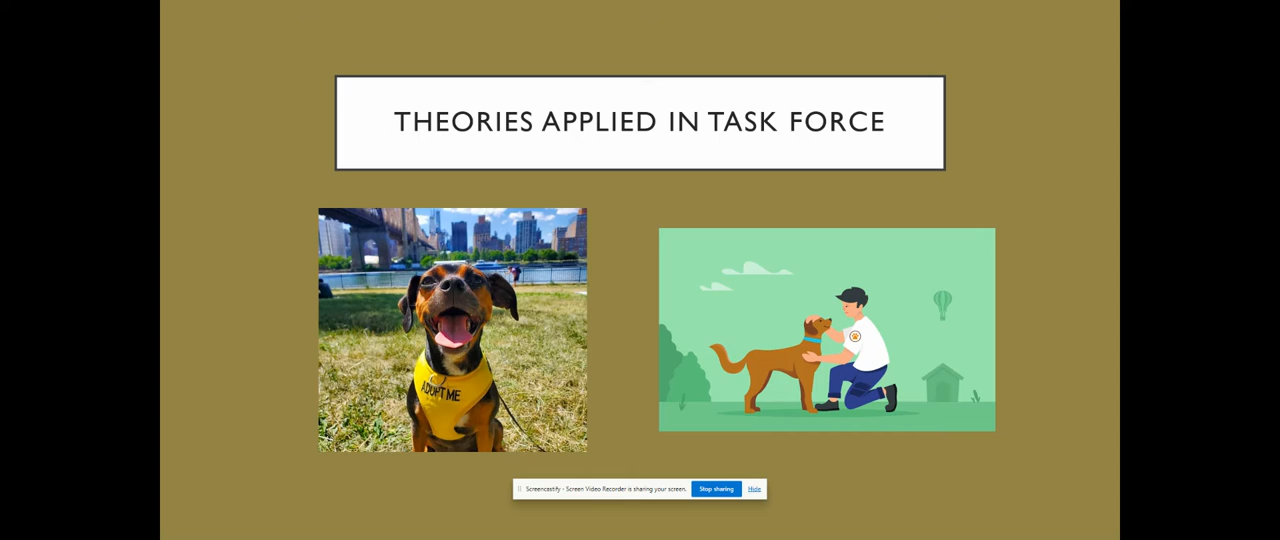 THEORIES APPLIED IN TASK FORCE
ADOPT ME
Screencastify - Screen Video Recorder is sharing your screen. Stop sharing Hide